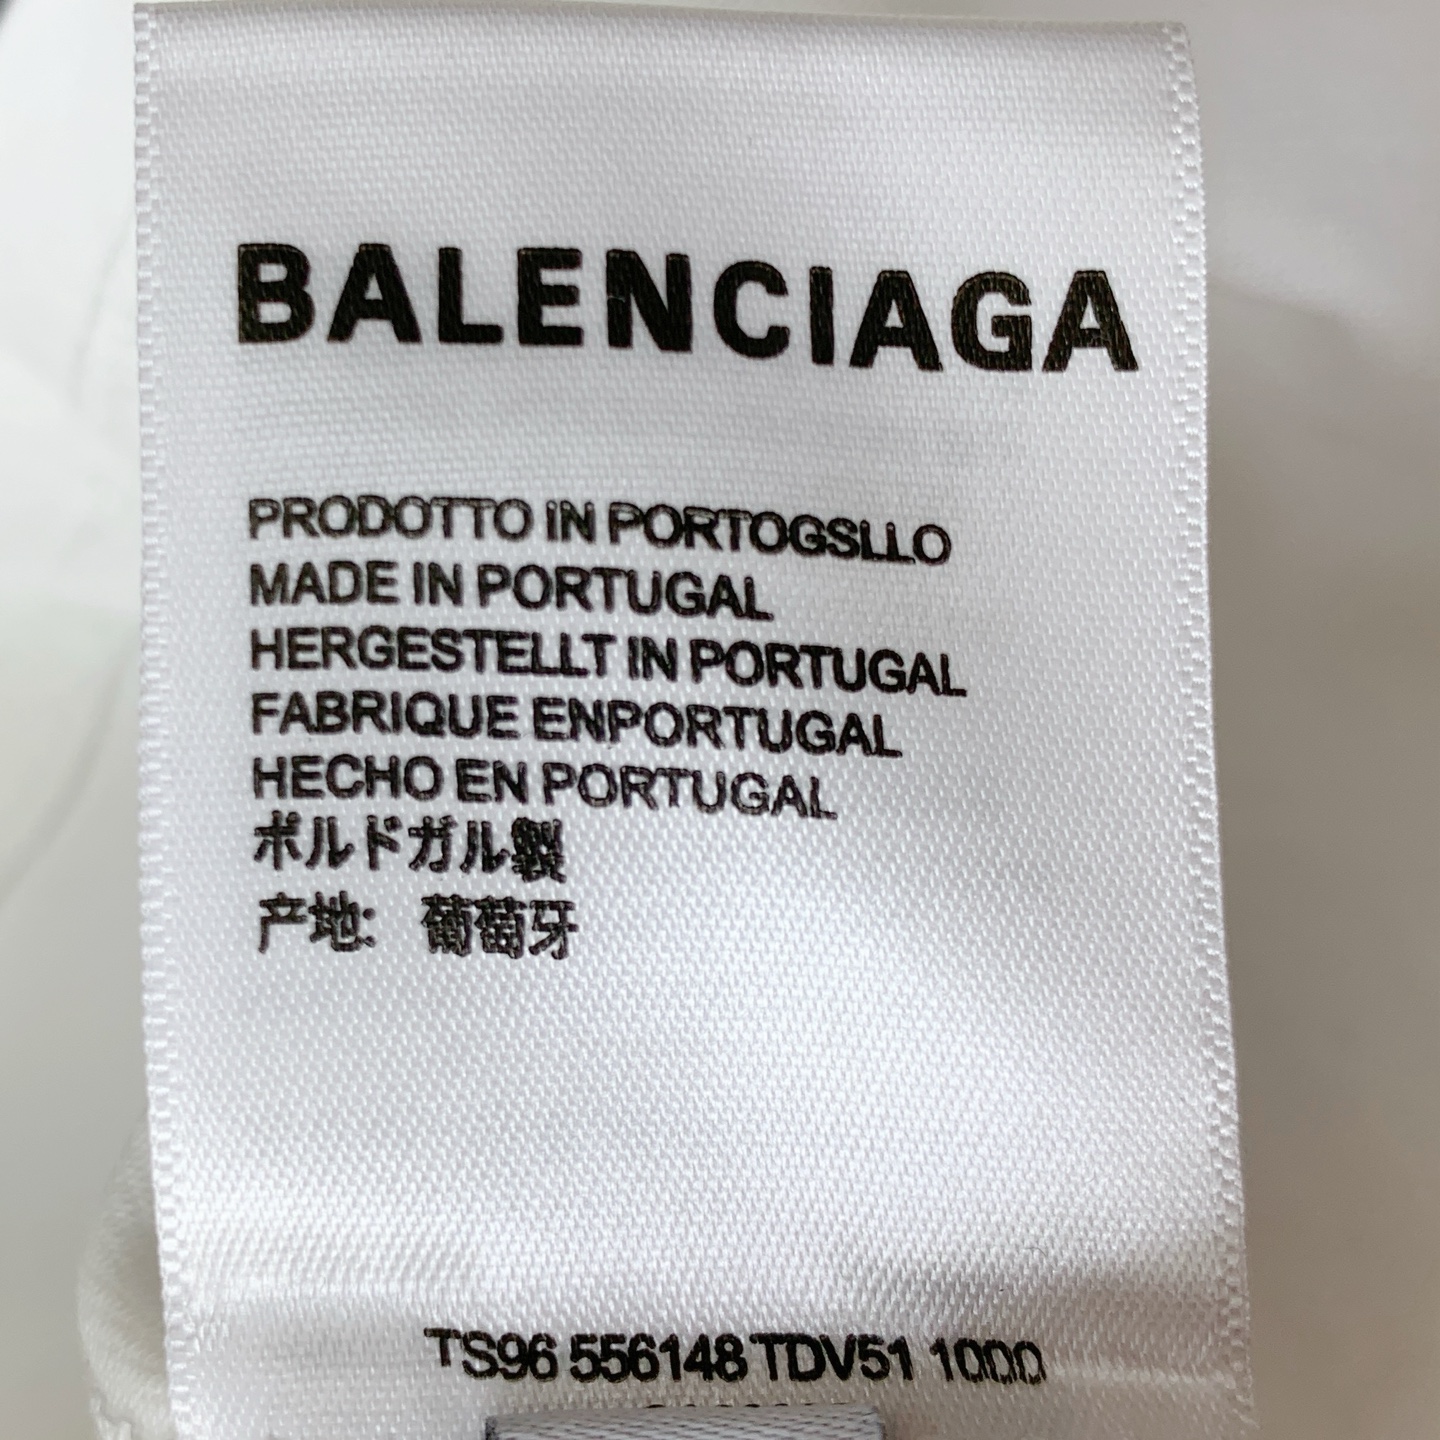 BALENCIAGA
PRODOTTO IN PORTOGSLLO
MADE IN PORTUGAL
HERGESTELLT IN PORTUGAL
FABRIQUE ENPORTUGAL
HECHO EN PORTUGAL
ボルドガル製
产地: 葡萄牙
TS96 556148 TDV51 1000